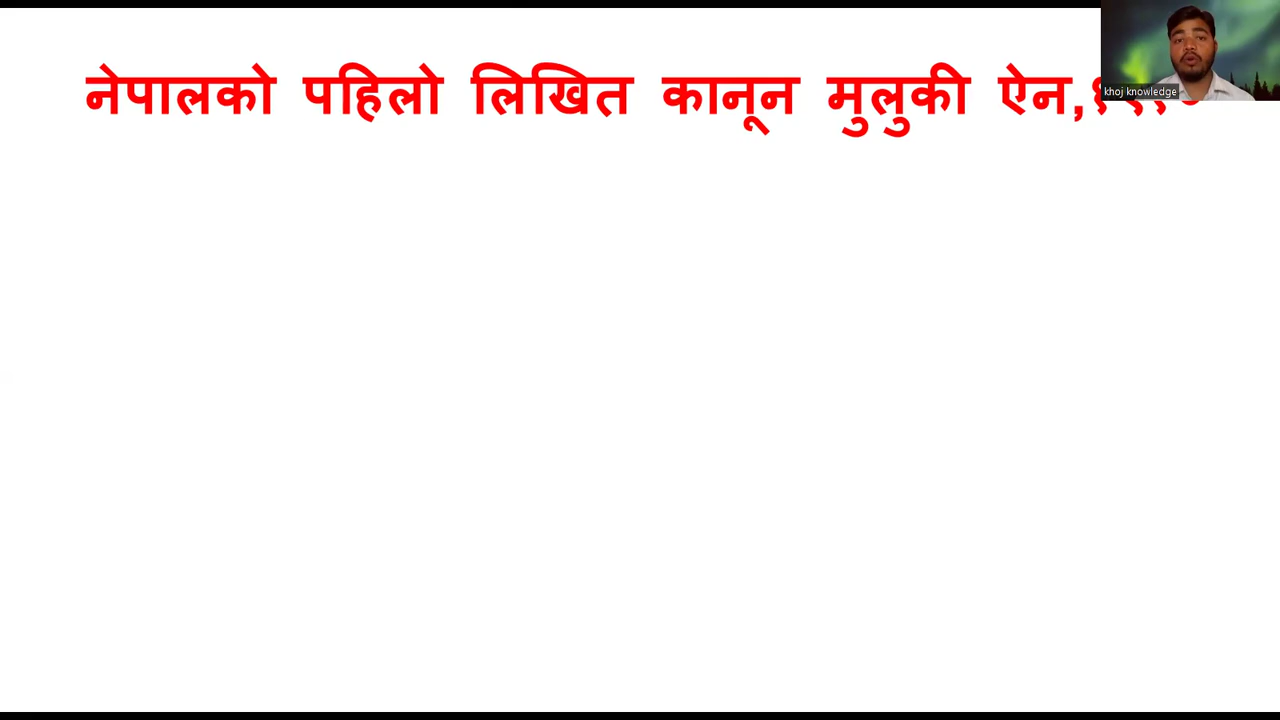 नेपालको पहिलो लिखित कानून मुलुकी ऐन,
khoj knowledge